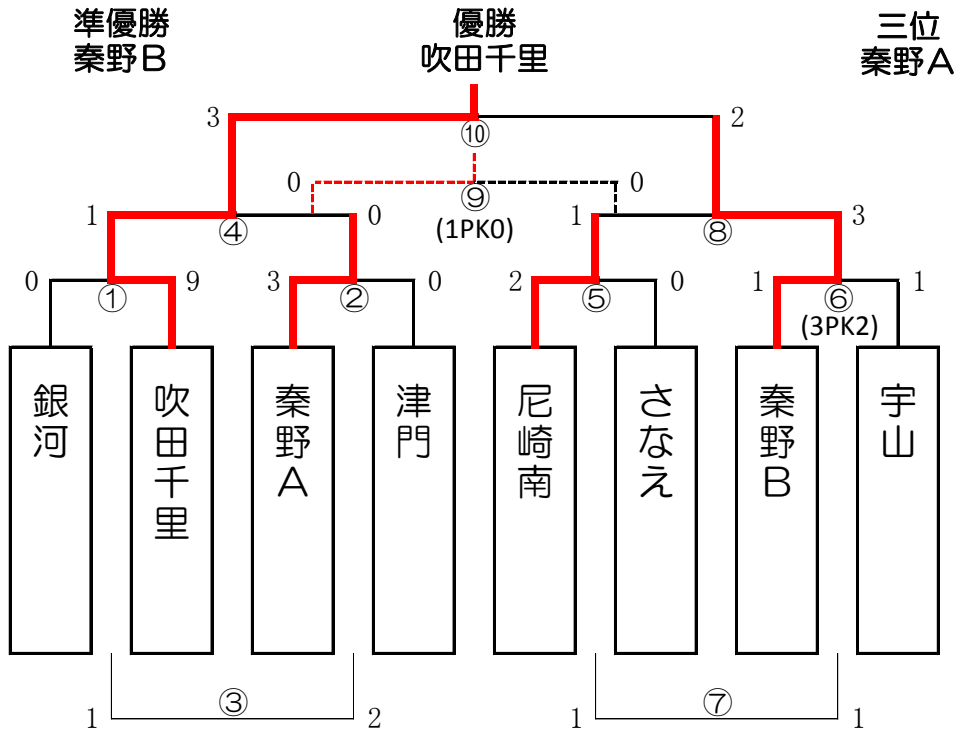 準優勝
秦野B
優勝
吹田千里
三位
秦野A
3
⑩
2
0
⑨
0
(1PK0)
1
④
0
1
⑧
3
0
①
9
3
②
0
2
⑤
0
1
⑥
1
(3PK2)
銀河
吹田千里
秦野A
津門
尼崎南
さなえ
秦野B
宇山
1
③
2
1
⑦
1